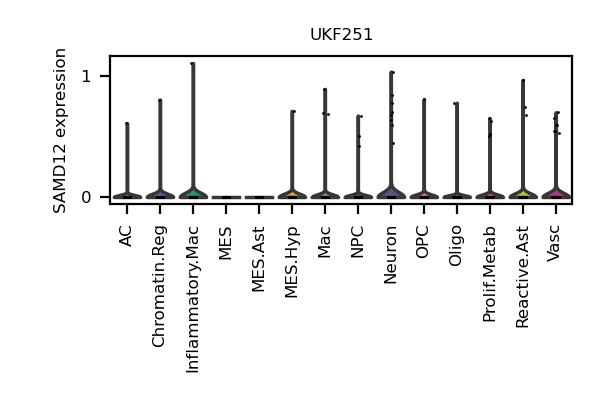 UKF251
SAMD12 expression
1
0
AC
Chromatin.Reg
Inflammatory.Mac
MES
MES.Ast
MES.Hyp
Mac
NPC
Neuron
OPC
Oligo
Prolif.Metab
Reactive.Ast
Vasc